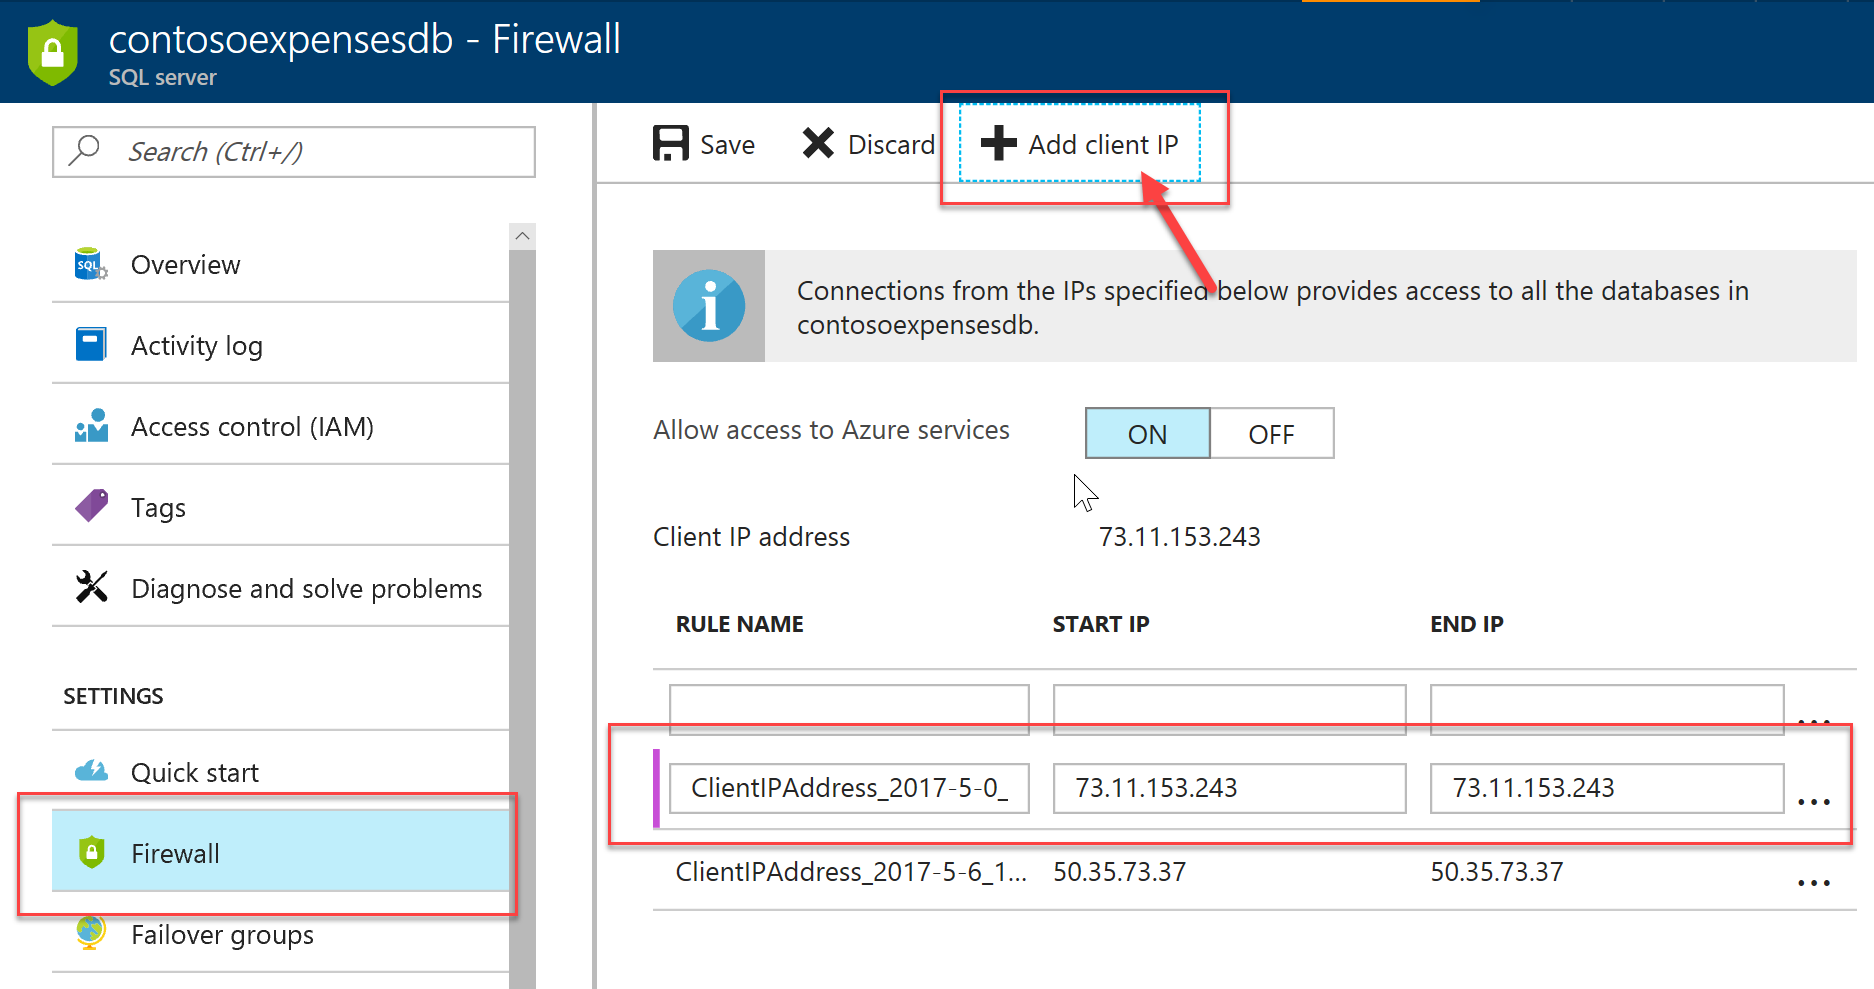 contosoexpensesdb - Firewall
SQL server
Search (Ctrl+/)
Save
Discard
Add client IP
SQL
Overview
Activity log
Access control (IAM)
Tags
Diagnose and solve problems
SETTINGS
Quick start
Firewall
Failover groups
i
Connections from the IPs specified below provides access to all the databases in
contosoexpensesdb.
Allow access to Azure services
ON
OFF
Client IP address
73.11.153.243
RULE NAME
START IP
END IP
...
ClientIPAddress_2017-5-0_
73.11.153.243
73.11.153.243
...
ClientIPAddress_2017-5-6_1...
50.35.73.37
50.35.73.37
...